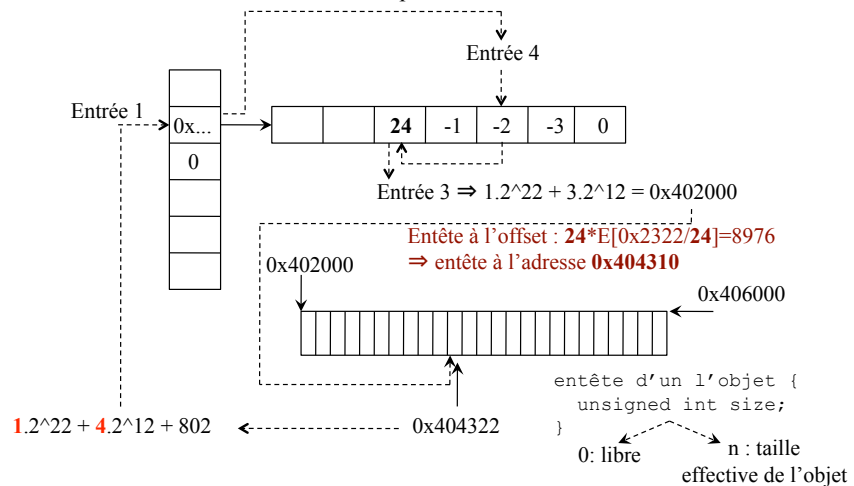 Entrée 4
Entrée 1
0x...
24 -1 -2 -3 0
0
Entrée 3 ⇒ 1.2^22 + 3.2^12 = 0x402000
Entête à l’offset : 24*E[0x2322/24]=8976
⇒ entête à l’adresse 0x404310
0x402000
0x406000
entête d’un l’objet {
unsigned int size;
}
1.2^22 + 4.2^12 + 802
0x404322
0: libre
n : taille
effective de l’objet